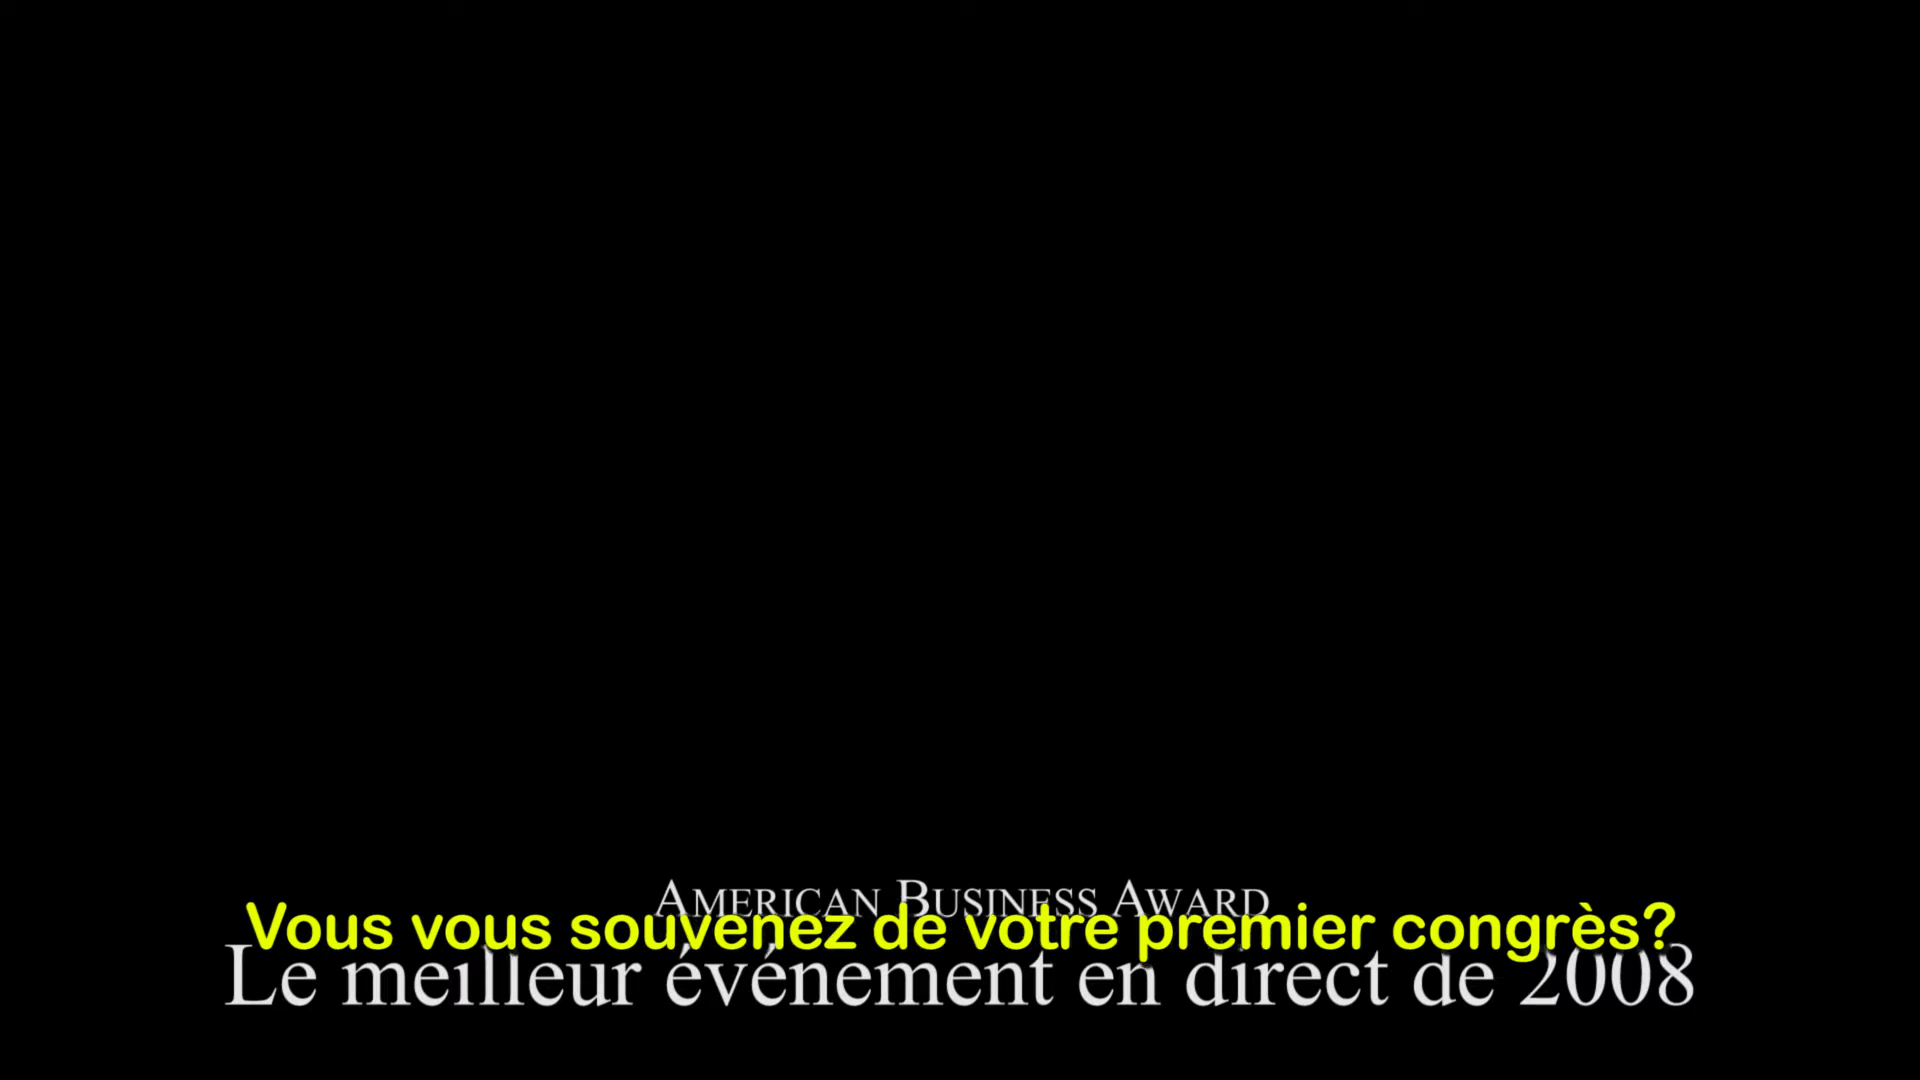 American Business Award
Vous vous souvenez de votre premier congrès?
Le meilleur événement en direct de 2008